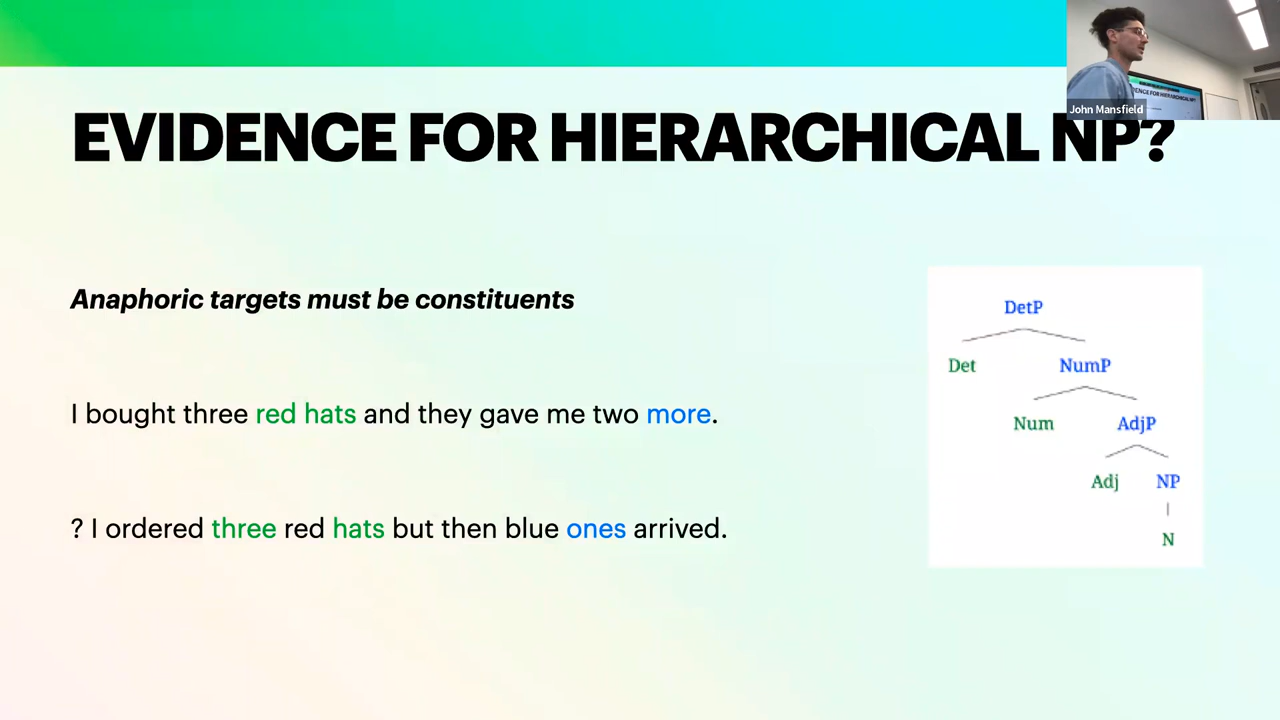 John Mansfield
EVIDENCE FOR HIERARCHICAL NP?
Anaphoric targets must be constituents
I bought three red hats and they gave me two more.
? I ordered three red hats but then blue ones arrived.
DetP
Det NumP
Num AdjP
Adj NP
N